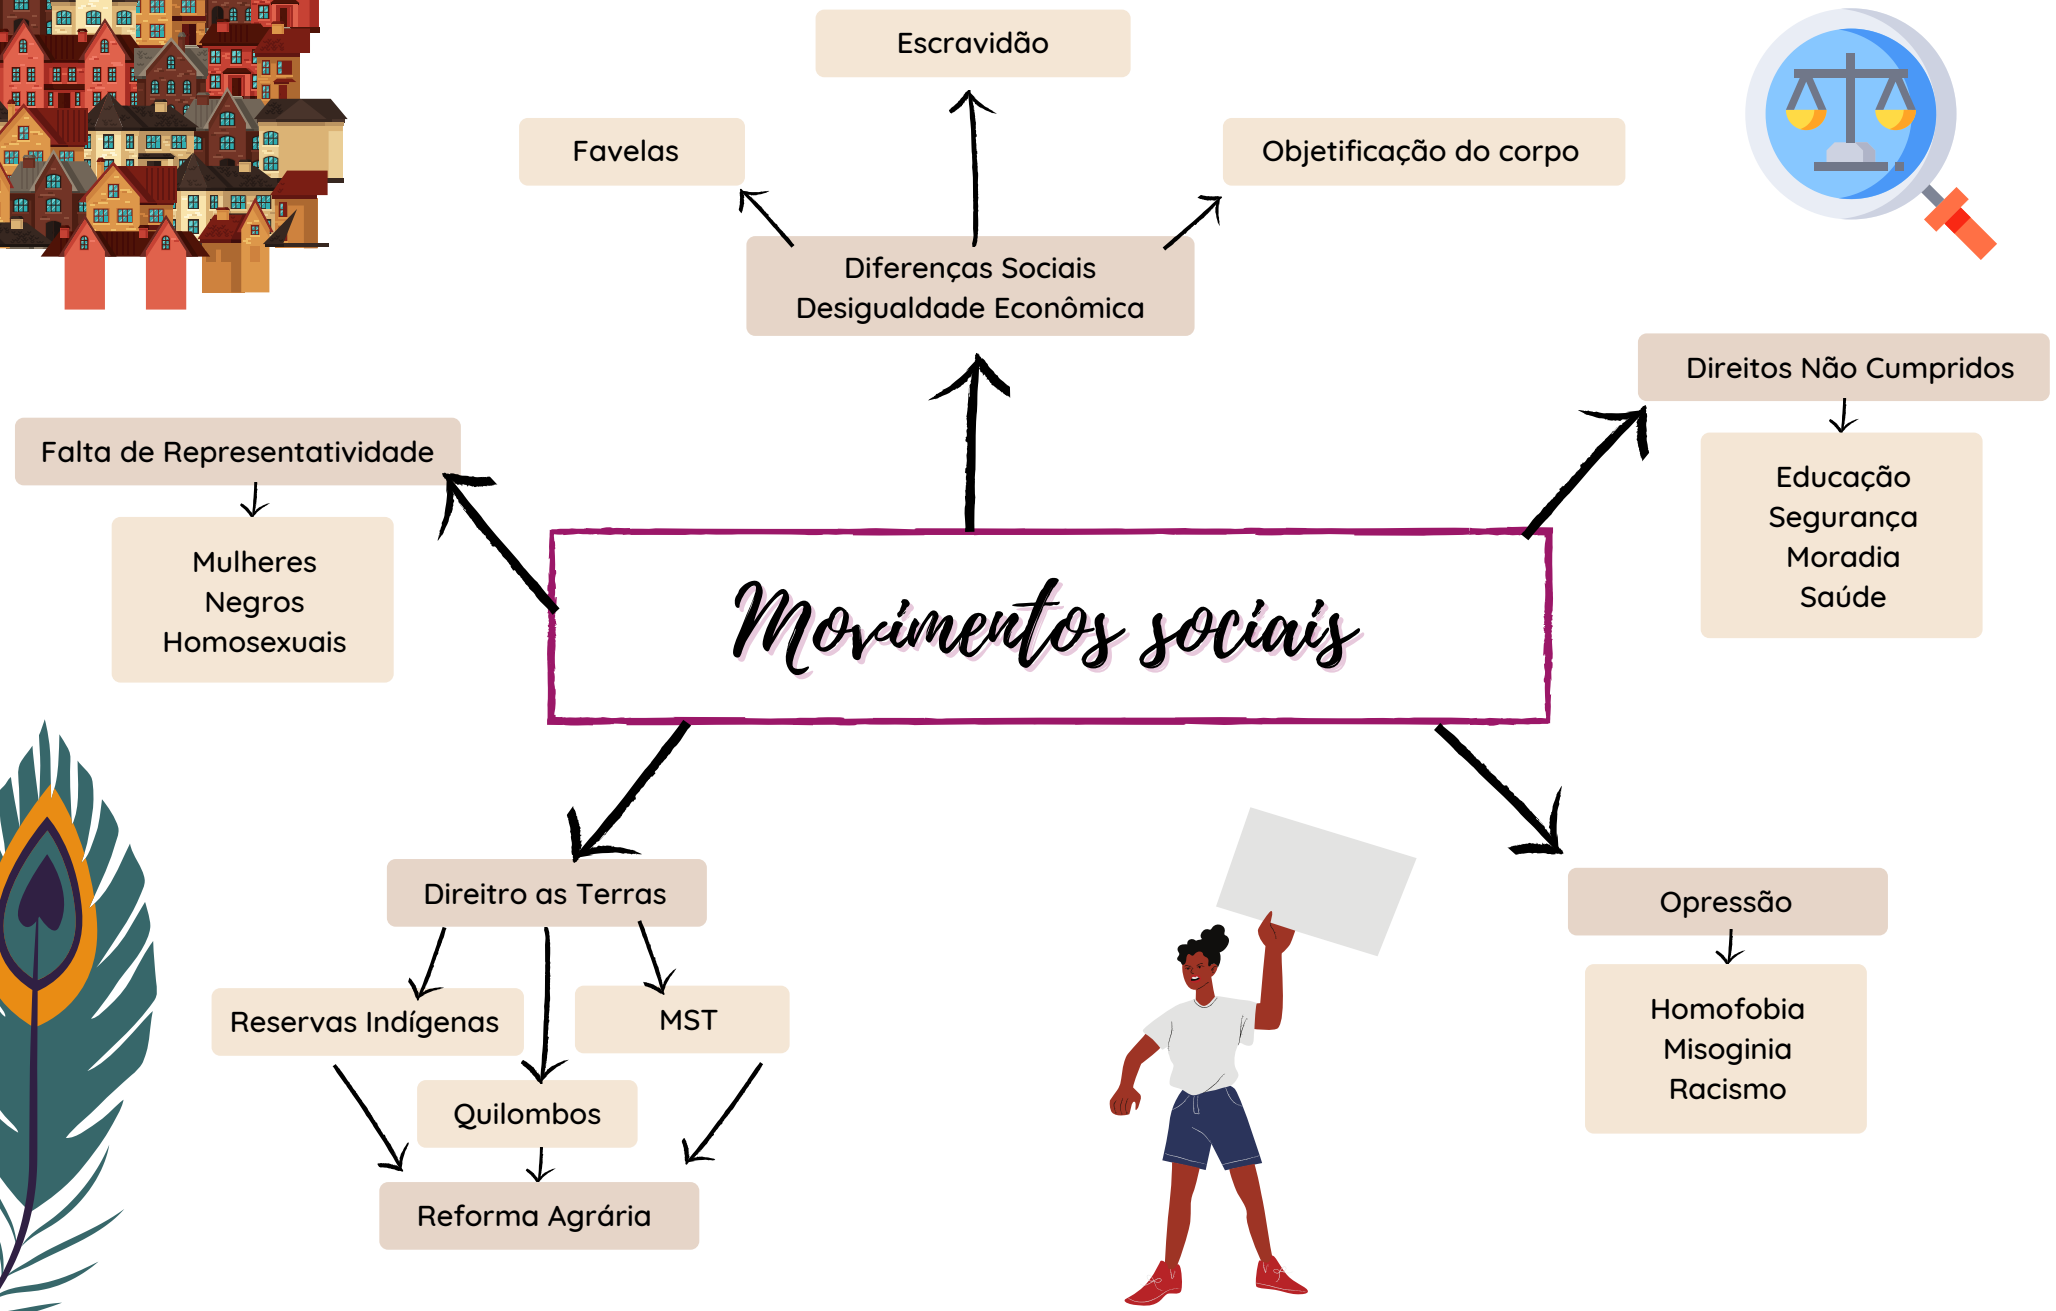 Escravidão
Favelas
Objetificação do corpo
Diferenças Sociais
Desigualdade Econômica
Direitos Não Cumpridos
Educação
Segurança
Moradia
Saúde
Falta de Representatividade
Mulheres
Negros
Homosexuais
Movimentos sociais
Direitro as Terras
Reservas Indígenas
MST
Quilombos
Reforma Agrária
Opressão
Homofobia
Misoginia
Racismo